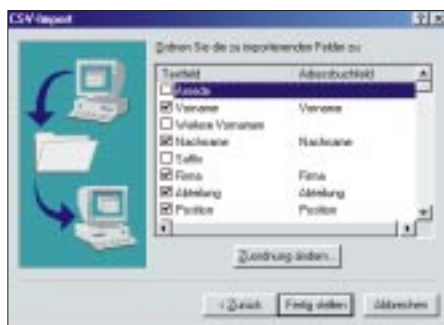 CSV-Import
Ordnen Sie die zu importierenden Felder zu:
Textfeld Adressbuchfeld
Anrede
Vorname Vorname
Weitere Vornamen
Nachname Nachname
Suffix
Firma Firma
Abteilung Abteilung
Position Position
Zuordnung ändern...
< Zurück Fertig stellen Abbrechen